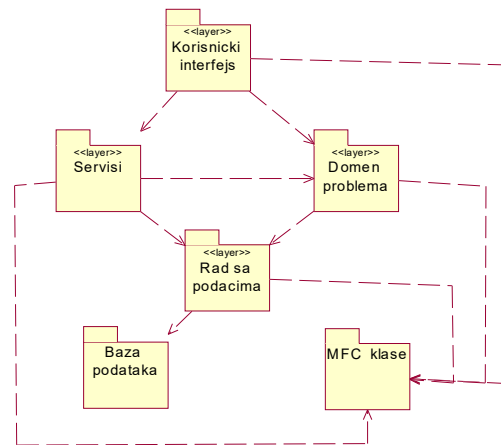 <<layer>>
Korisnicki
interfejs
<<layer>>
Servisi
<<layer>>
Domen
problema
<<layer>>
Rad sa
podacima
Baza
podataka
MFC klase